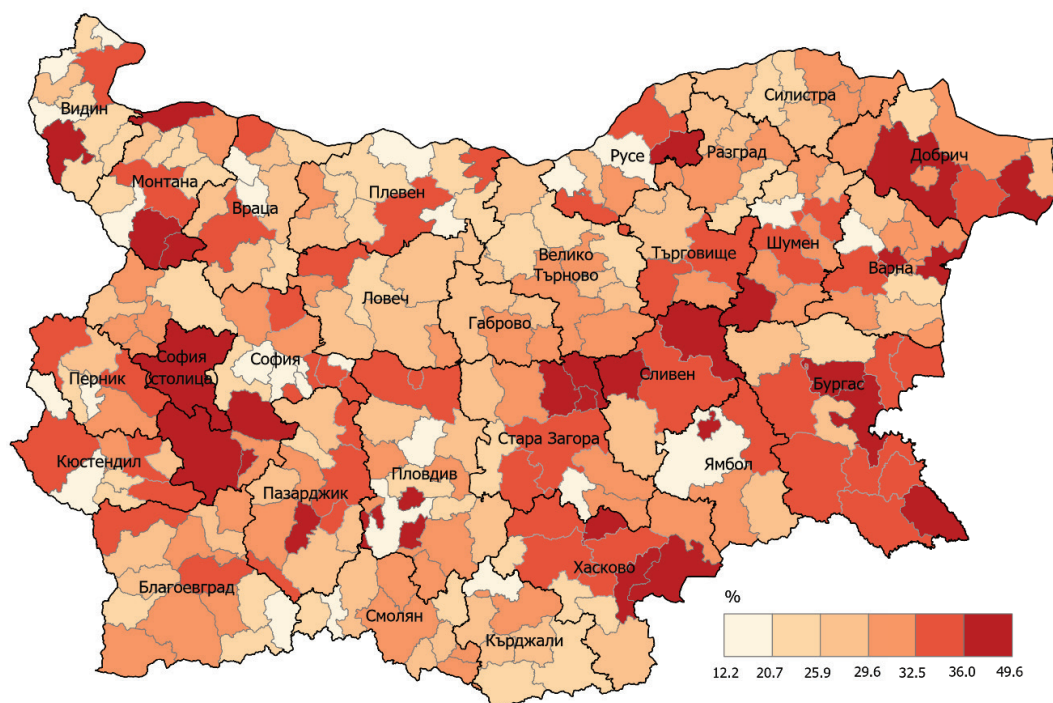 Силистра
Видин
Русе
Разград
Добрич
Монтана
Плевен
Враца
Шумен
Търговище
Велико
Търново
Варна
Ловеч
Габрово
София
(столица)
София
Перник
Сливен
Бургас
Стара Загора
Кюстендил
Пловдив
Ямбол
Пазарджик
Хасково
Благоевград
Смолян
Кърджали
%
12.2 20.7 25.9 29.6 32.5 36.0 49.6